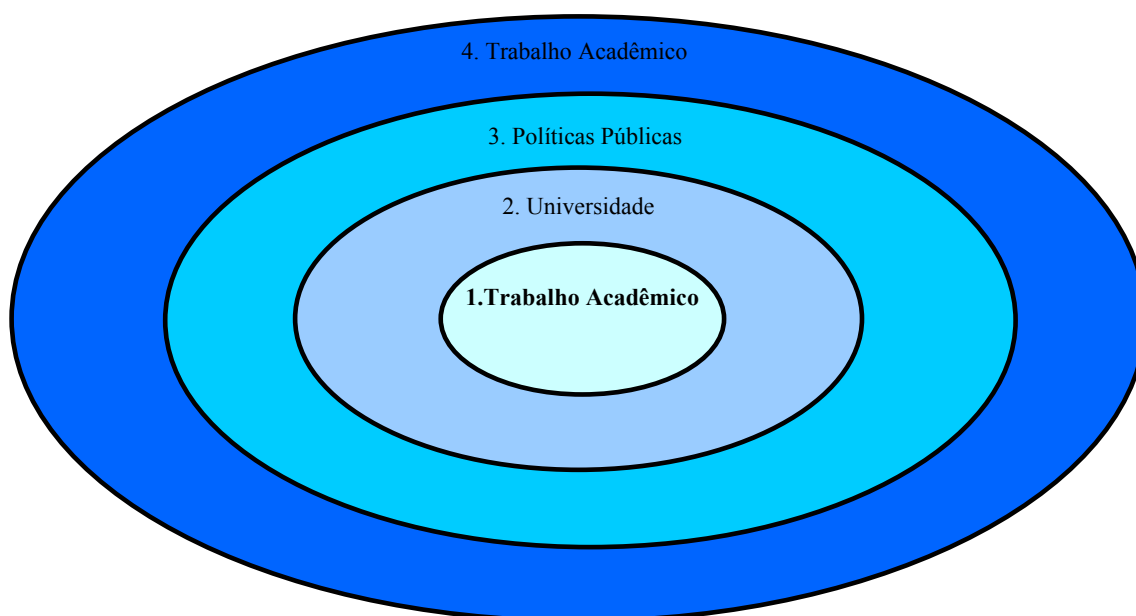 4. Trabalho Acadêmico
3. Políticas Públicas
2. Universidade
1.Trabalho Acadêmico